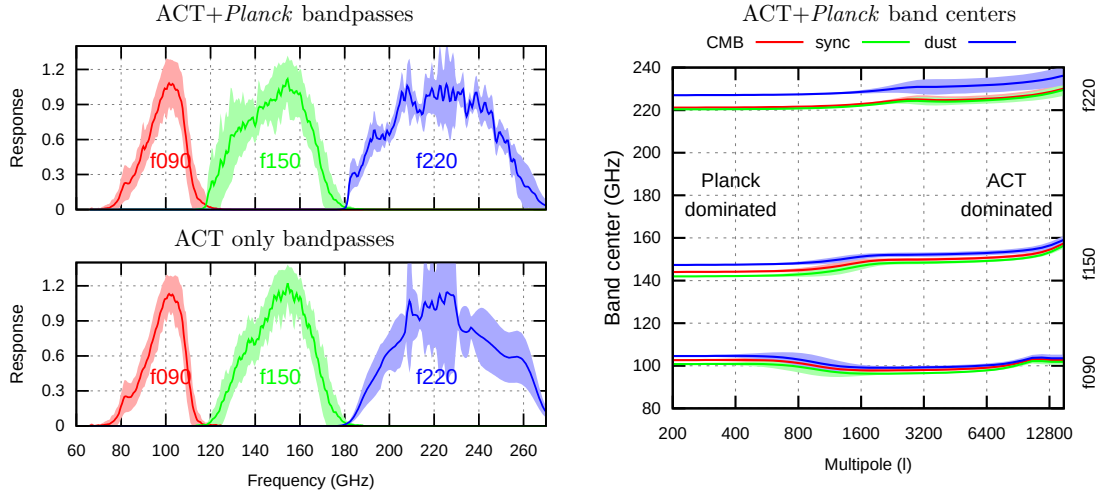 ACT+Planck bandpasses
1.2
0.9
0.6
0.3
0
Response
f090
f150
f220
ACT only bandpasses
1.2
0.9
0.6
0.3
0
Response
f090
f150
f220
60 80 100 120 140 160 180 200 220 240 260
Frequency (GHz)
ACT+Planck band centers
CMB sync dust
240
220
200
180
160
140
120
100
80
Band center (GHz)
Planck
dominated
ACT
dominated
f220
f150
f090
200 400 800 1600 3200 6400 12800
Multipole (l)